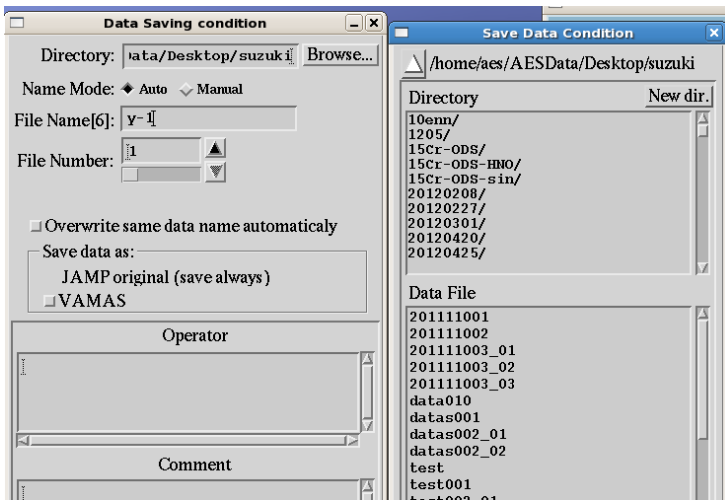 Data Saving condition
Directory: ata/Desktop/suzuki Browse...
Name Mode: Auto Manual
File Name[6]: y-1
File Number: 1
Overwrite same data name automaticaly
Save data as:
JAMP original (save always)
VAMAS
Operator
Comment
Save Data Condition
/home/aes/AESData/Desktop/suzuki
Directory New dir.
10enn/
1205/
15Cr-ODS/
15Cr-ODS-HNO/
15Cr-ODS-sin/
20120208/
20120227/
20120301/
20120420/
20120425/
Data File
201111001
201111002
201111003_01
201111003_02
201111003_03
data010
datas001
datas002_01
datas002_02
test
test001